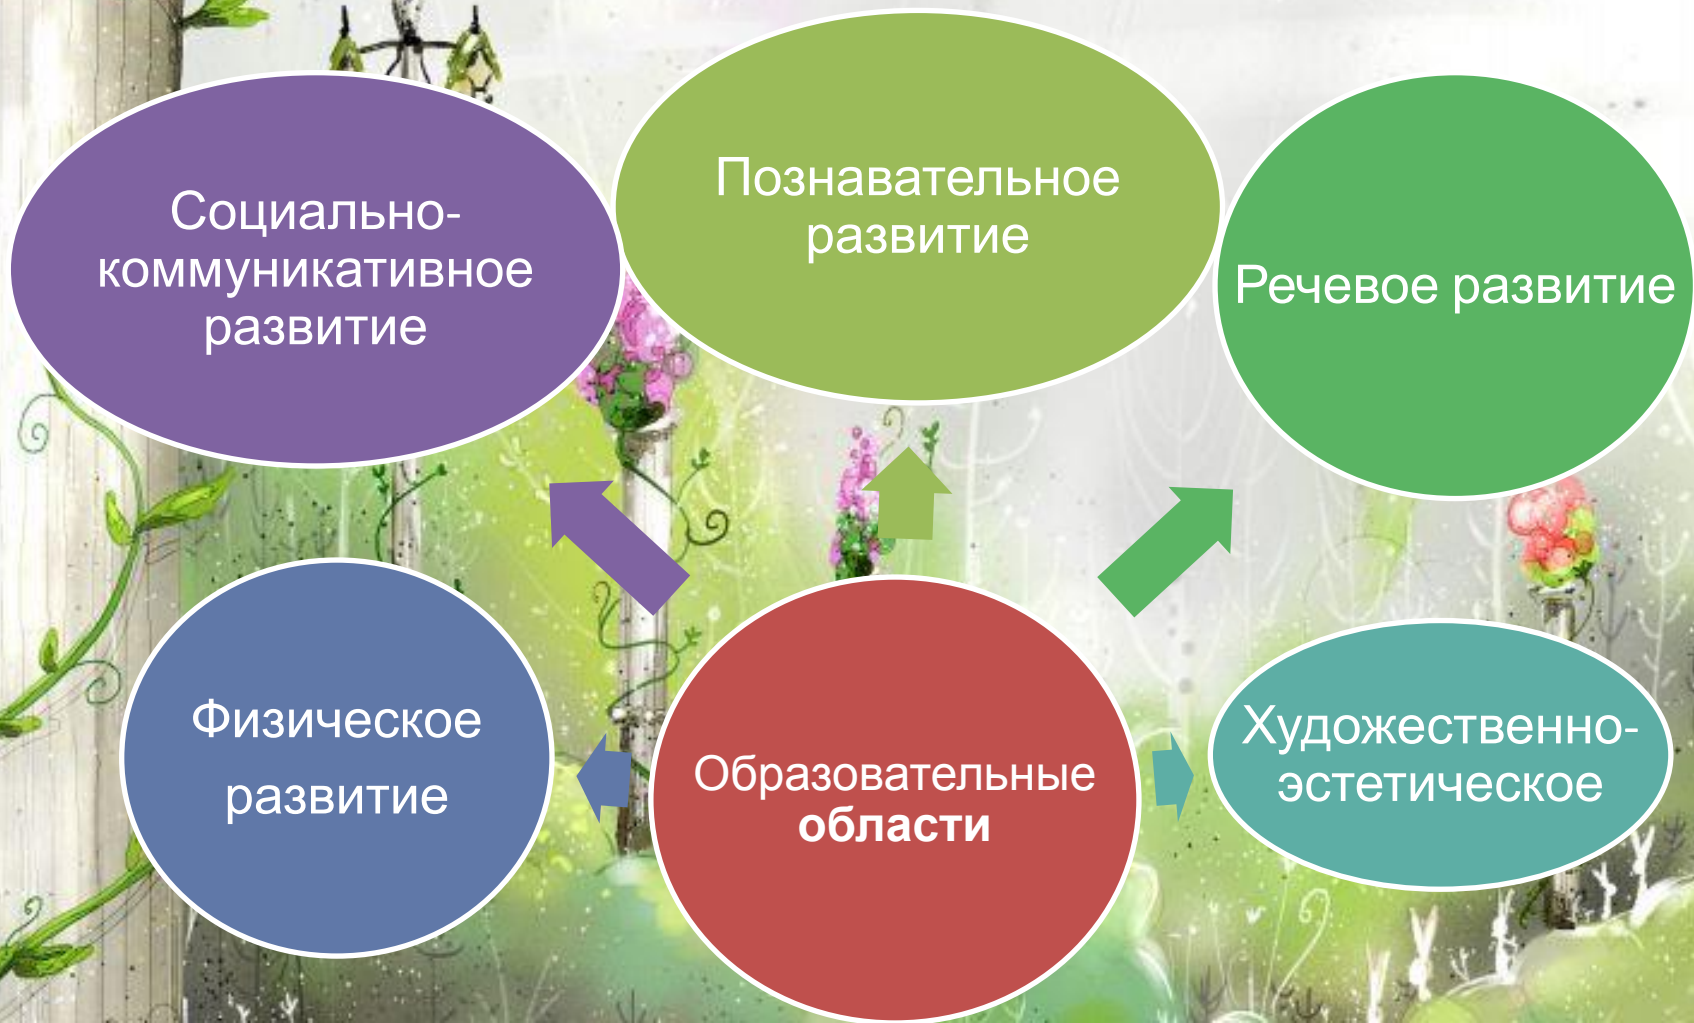 Социально-
коммуникативное
развитие
Познавательное
развитие
Речевое развитие
Физическое
развитие
Образовательные
области
Художественно-
эстетическое